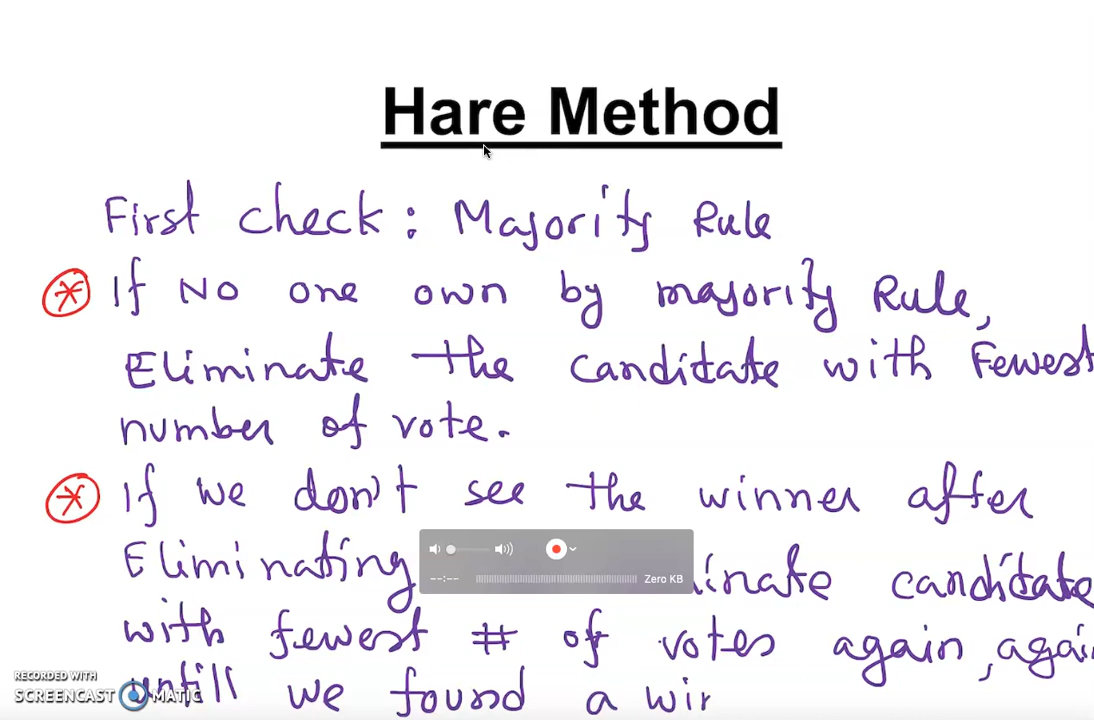 Hare Method
First check: Majority Rule
If No one own by majority Rule,
Eliminate the candidate with Fewest
number of vote.
If we don't see the winner after
Eliminating
--:-- Zero KB
candidate
with fewest # of votes again, again
RECORDED WITH
SCREENCAST MATIC
untill we found a